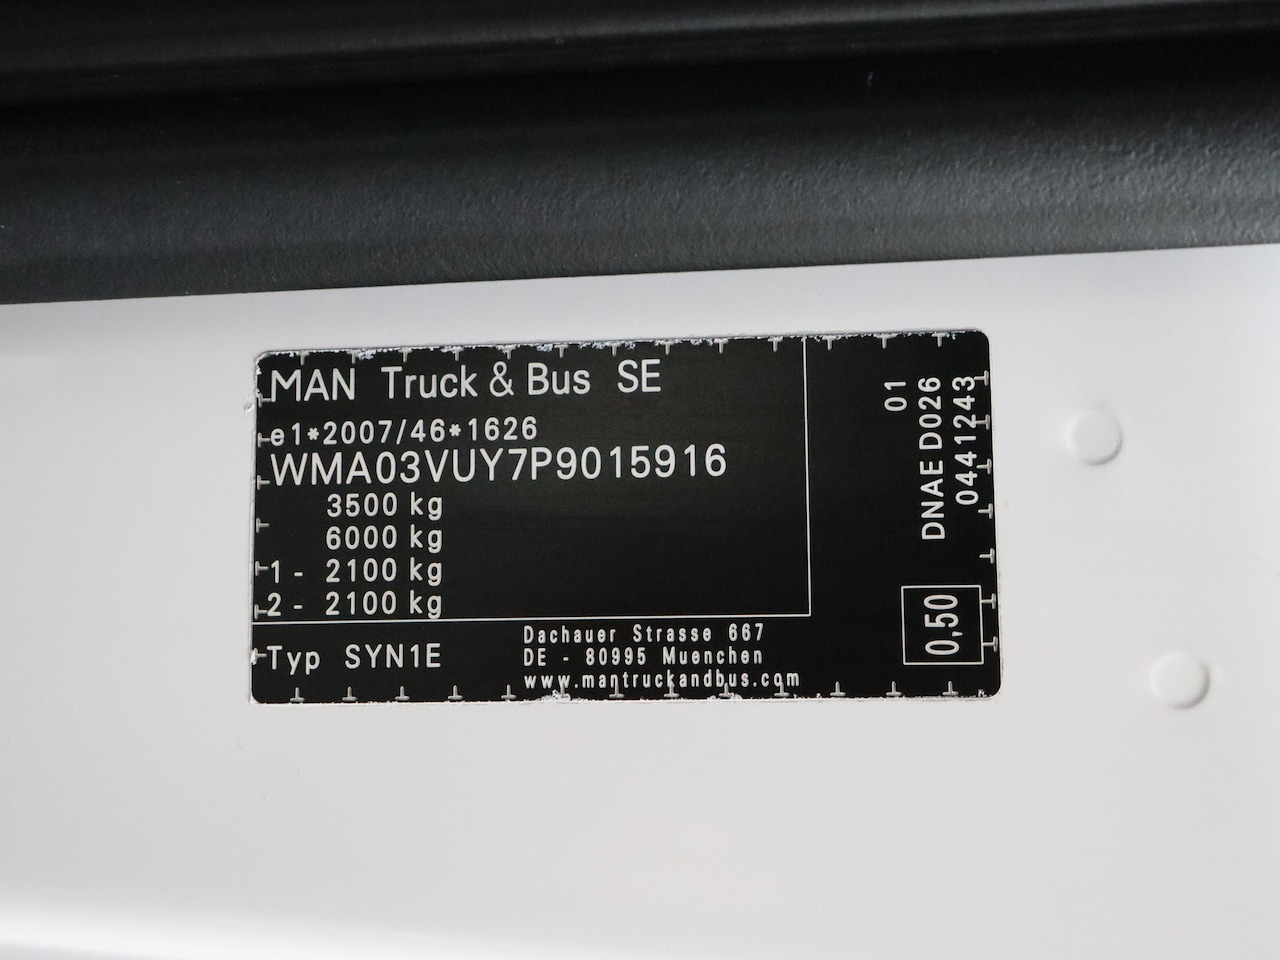 MAN Truck & Bus SE
e1*2007/46*1626
WMA03VUY7P9015916
3500 kg
6000 kg
1 - 2100 kg
2 - 2100 kg
Typ SYN1E
Dachauer Strasse 667
DE - 80995 Muenchen
www.mantruckandbus.com
01
DNAE D026
0441243
0,50